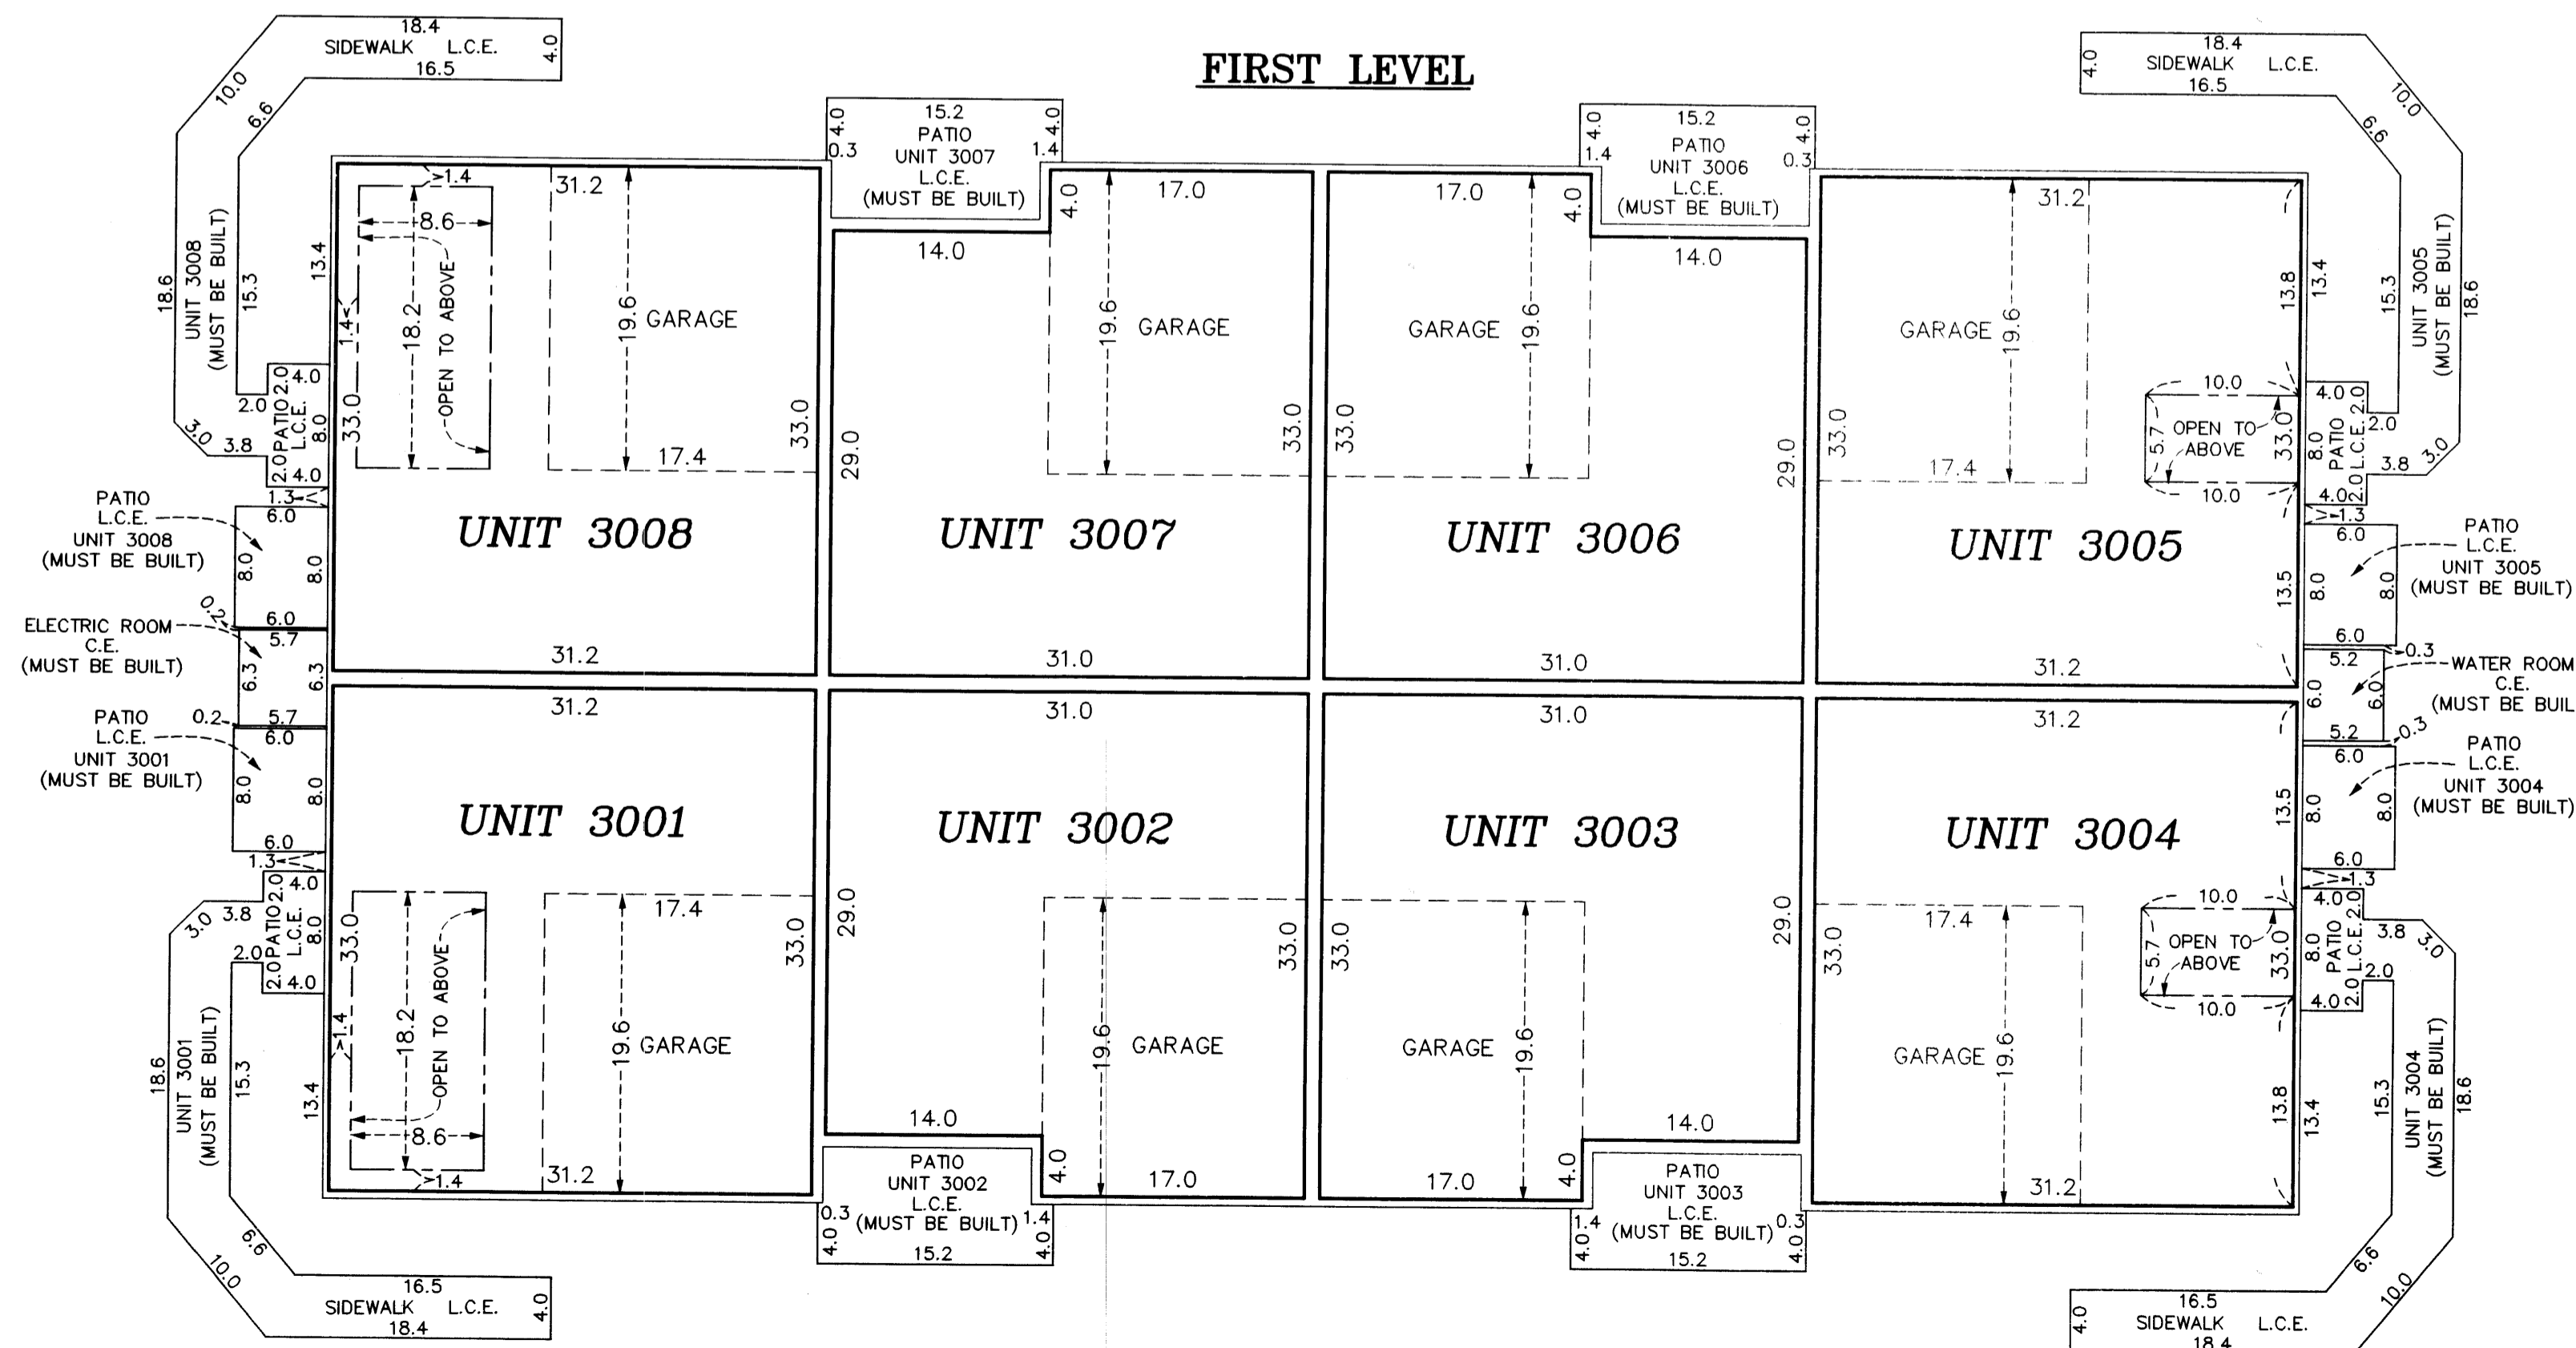 FIRST LEVEL
18.4
SIDEWALK L.C.E.
16.5
4.0
10.0
6.6
18.6
UNIT 3008
(MUST BE BUILT)
15.3
13.4
3.0
3.8
2.0
2.0
4.0
PATIO
L.C.E.
8.0
2.0
4.0
1.3
PATIO
L.C.E.
UNIT 3008
(MUST BE BUILT)
6.0
8.0
8.0
6.0
0.2
ELECTRIC ROOM
C.E.
(MUST BE BUILT)
5.7
6.3
6.3
5.7
0.2
PATIO
L.C.E.
UNIT 3001
(MUST BE BUILT)
6.0
8.0
8.0
6.0
1.3
4.0
2.0
PATIO
L.C.E.
8.0
2.0
4.0
3.8
3.0
2.0
18.6
UNIT 3001
(MUST BE BUILT)
15.3
13.4
6.6
10.0
16.5
SIDEWALK L.C.E.
18.4
4.0
1.4
31.2
8.6
18.2
OPEN TO ABOVE
1.4
33.0
19.6
GARAGE
17.4
33.0
UNIT 3008
31.2
4.0
15.2
4.0
0.3
PATIO
UNIT 3007
L.C.E.
(MUST BE BUILT)
1.4
4.0
17.0
14.0
19.6
GARAGE
29.0
33.0
UNIT 3007
31.0
4.0
15.2
4.0
1.4
PATIO
UNIT 3006
L.C.E.
(MUST BE BUILT)
0.3
17.0
4.0
14.0
GARAGE
19.6
33.0
29.0
UNIT 3006
31.0
31.2
GARAGE
19.6
33.0
17.4
13.8
10.0
OPEN TO
ABOVE
5.7
10.0
33.0
13.5
UNIT 3005
31.2
4.0
18.4
SIDEWALK L.C.E.
16.5
10.0
6.6
13.4
15.3
UNIT 3005
(MUST BE BUILT)
18.6
4.0
2.0
2.0
8.0
PATIO
L.C.E.
3.8
3.0
4.0
2.0
1.3
6.0
PATIO
L.C.E.
UNIT 3005
(MUST BE BUILT)
8.0
8.0
6.0
0.3
5.2
WATER ROOM
C.E.
(MUST BE BUIL
6.0
6.0
5.2
0.3
6.0
PATIO
L.C.E.
UNIT 3004
(MUST BE BUILT)
8.0
8.0
6.0
1.3
4.0
2.0
8.0
PATIO
L.C.E.
3.8
3.0
2.0
4.0
2.0
13.4
15.3
UNIT 3004
(MUST BE BUILT)
18.6
6.6
10.0
4.0
16.5
SIDEWALK L.C.E.
18.4
31.2
UNIT 3001
33.0
18.2
OPEN TO ABOVE
1.4
8.6
1.4
17.4
19.6
GARAGE
33.0
31.2
31.0
UNIT 3002
29.0
19.6
GARAGE
33.0
14.0
4.0
17.0
PATIO
UNIT 3002
L.C.E.
(MUST BE BUILT)
0.3
1.4
4.0
15.2
4.0
31.0
UNIT 3003
33.0
GARAGE
19.6
29.0
14.0
17.0
4.0
PATIO
UNIT 3003
L.C.E.
(MUST BE BUILT)
1.4
0.3
4.0
15.2
4.0
31.2
UNIT 3004
13.5
17.4
33.0
10.0
OPEN TO
ABOVE
5.7
10.0
33.0
GARAGE
19.6
13.8
31.2